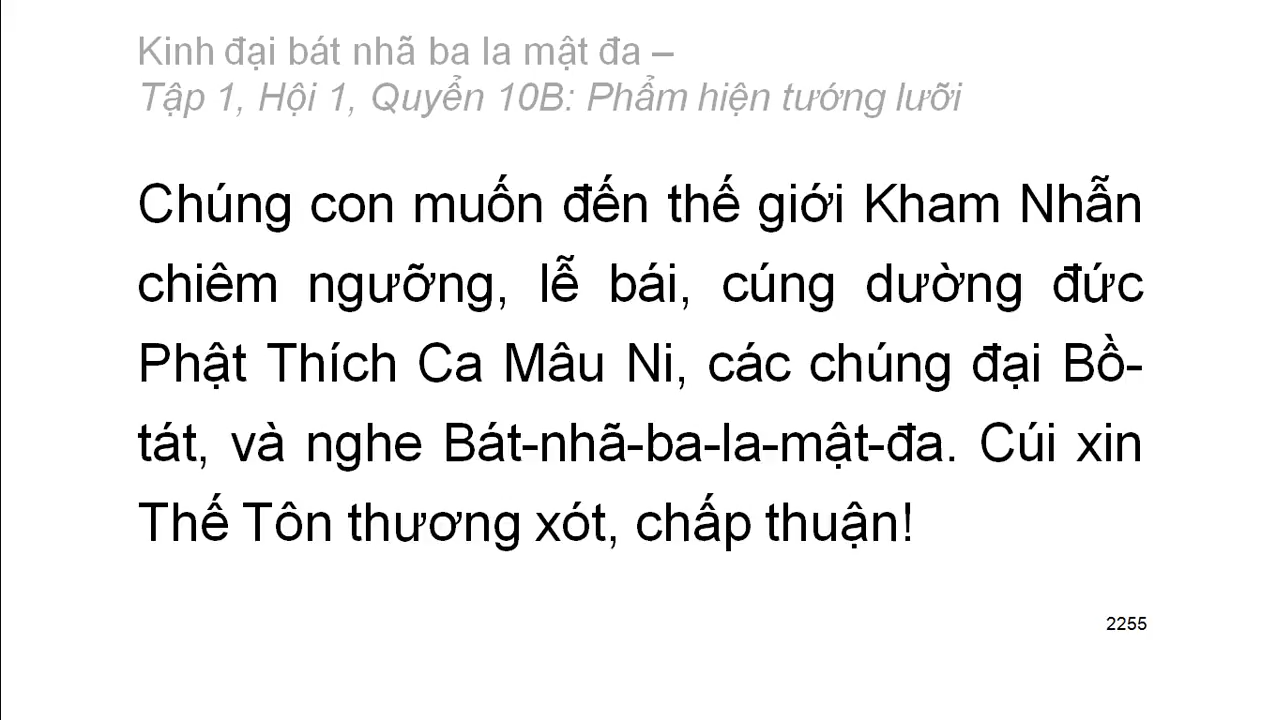 Kinh đại bát nhã ba la mật đa –
Tập 1, Hội 1, Quyển 10B: Phẩm hiện tướng lưỡi
Chúng con muốn đến thế giới Kham Nhẫn
chiêm ngưỡng, lễ bái, cúng dường đức
Phật Thích Ca Mâu Ni, các chúng đại Bồ-
tát, và nghe Bát-nhã-ba-la-mật-đa. Cúi xin
Thế Tôn thương xót, chấp thuận!
2255